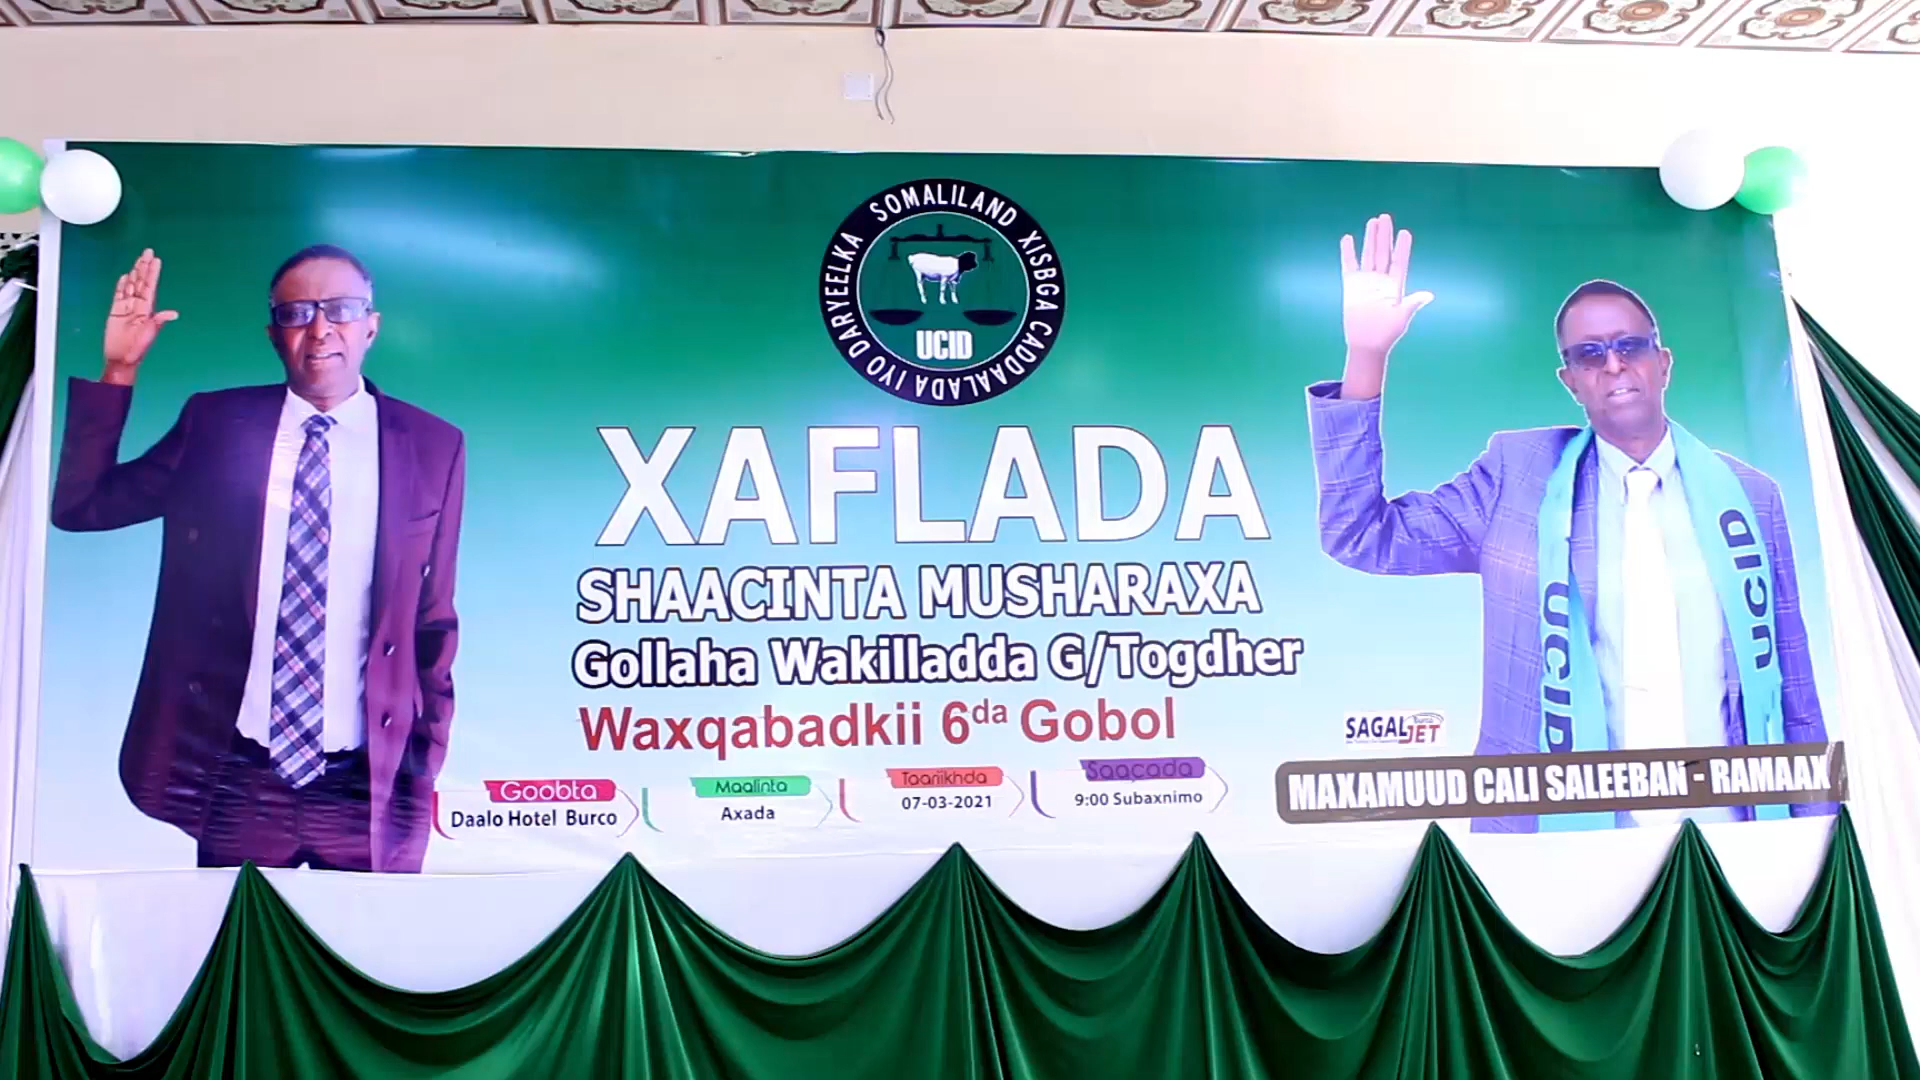 SOMALILAND XISBGA CADDAALADA IYO DARYEELKA
UCID
XAFLADA
SHAACINTA MUSHARAXA
Gollaha Wakilladda G/Togdher
Waxqabadkii 6da Gobol
Goobta
Daalo Hotel Burco
Maalinta
Axada
Taariikhda
07-03-2021
Saacada
9:00 Subaxnimo
SAGAL JET
MAXAMUUD CALI SALEEBAN - RAMAAX
UCID
UCID